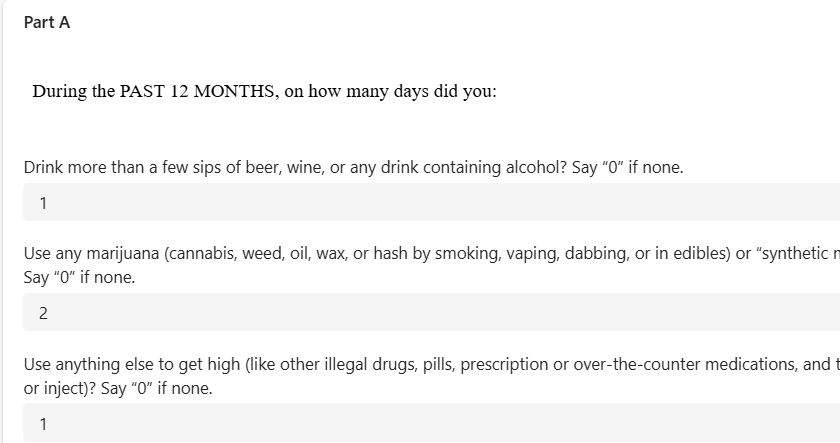 Part A
During the PAST 12 MONTHS, on how many days did you:
Drink more than a few sips of beer, wine, or any drink containing alcohol? Say “0” if none.
1
Use any marijuana (cannabis, weed, oil, wax, or hash by smoking, vaping, dabbing, or in edibles) or “synthetic
Say “0” if none.
2
Use anything else to get high (like other illegal drugs, pills, prescription or over-the-counter medications, and
or inject)? Say “0” if none.
1